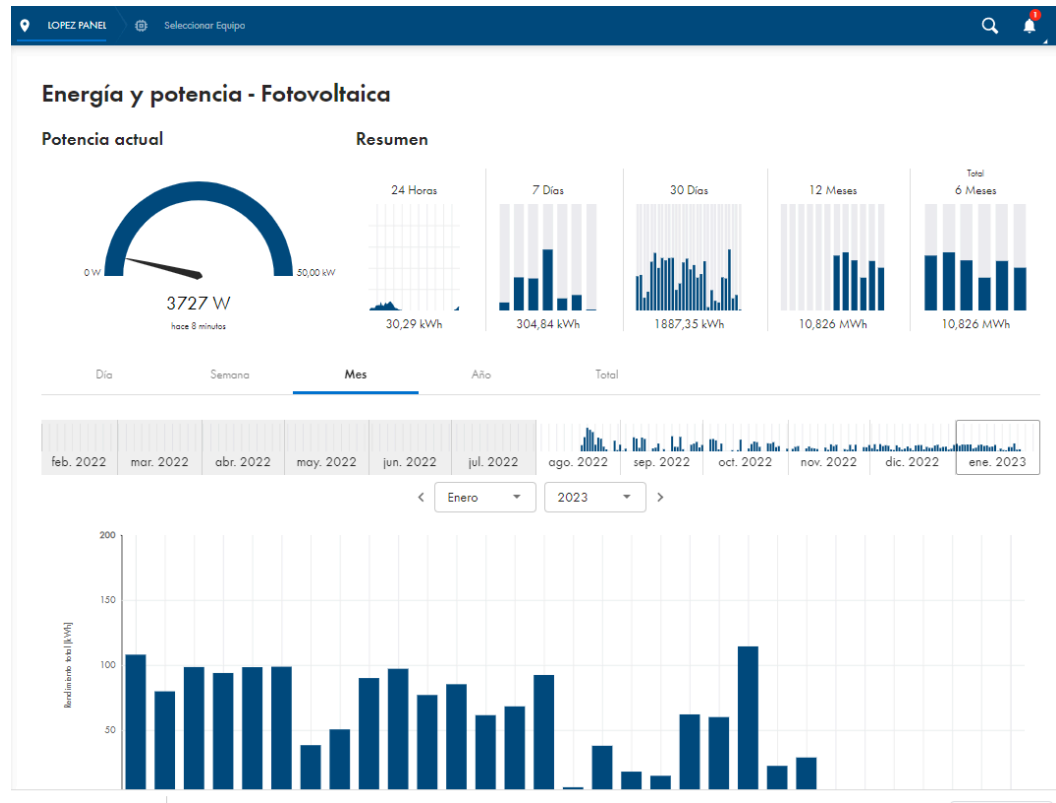 LOPEZ PANEL Seleccionar Equipo 1
Energía y potencia - Fotovoltaica
Potencia actual
0 W 50,00 kW
3727 W
hace 8 minutos
Resumen
24 Horas
30,29 kWh
7 Días
304,84 kWh
30 Días
1887,35 kWh
12 Meses
10,826 MWh
Total
6 Meses
10,826 MWh
Día Semana Mes Año Total
feb. 2022 mar. 2022 abr. 2022 may. 2022 jun. 2022 jul. 2022 ago. 2022 sep. 2022 oct. 2022 nov. 2022 dic. 2022 ene. 2023
Enero 2023
Rendimiento total [kWh]
200
150
100
50